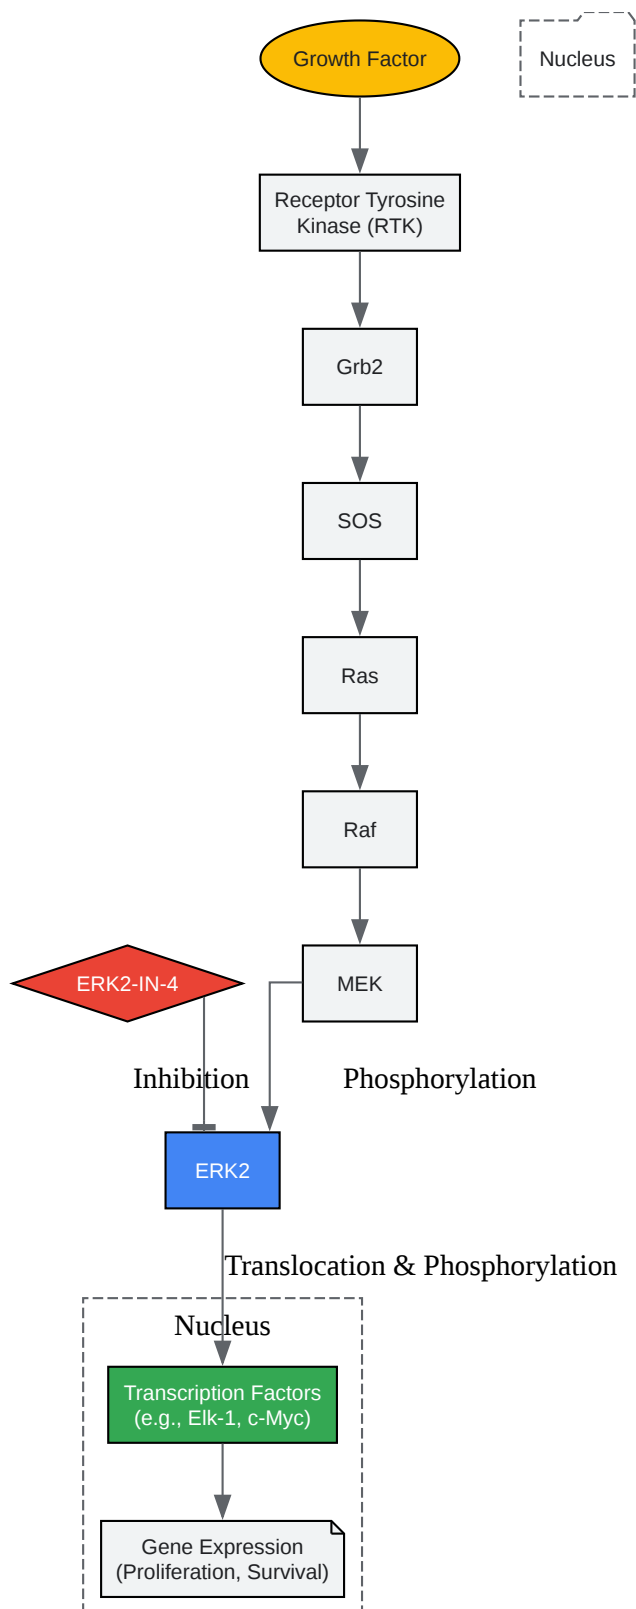 Growth Factor
Nucleus
Receptor Tyrosine
Kinase (RTK)
Grb2
SOS
Ras
Raf
ERK2-IN-4
MEK
Inhibition
Phosphorylation
ERK2
Translocation & Phosphorylation
Nucleus
Transcription Factors
(e.g., Elk-1, c-Myc)
Gene Expression
(Proliferation, Survival)